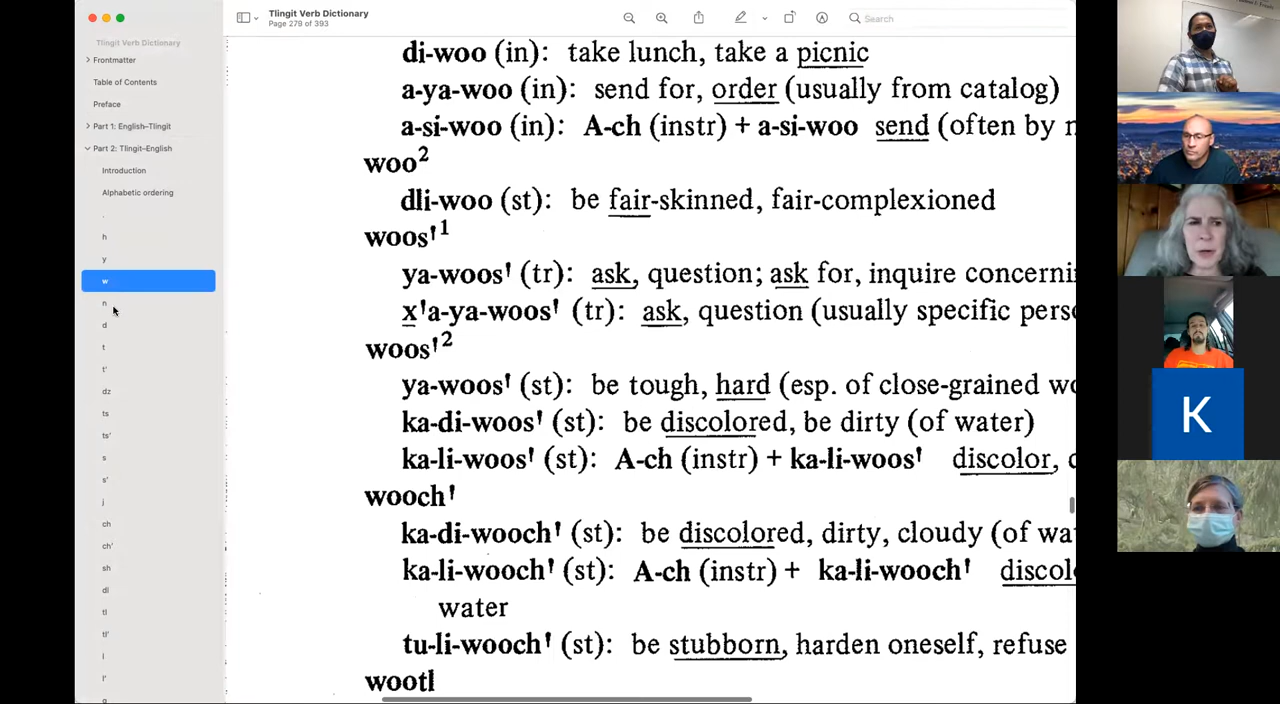 Tlingit Verb Dictionary
Page 279 of 393
Search
Tlingit Verb Dictionary
Frontmatter
Table of Contents
Preface
Part 1: English–Tlingit
Part 2: Tlingit–English
Introduction
Alphabetic ordering
.
h
y
w
n
d
t
t'
dz
ts
ts'
s
s'
j
ch
ch'
sh
dl
tl
tl'
l
l'
g
di-woo (in): take lunch, take a picnic
a-ya-woo (in): send for, order (usually from catalog)
a-si-woo (in): A-ch (instr) + a-si-woo send (often by
woo²
dli-woo (st): be fair-skinned, fair-complexioned
woos'¹
ya-woos' (tr): ask, question; ask for, inquire
x'a-ya-woos' (tr): ask, question (usually specific
woos'²
ya-woos' (st): be tough, hard (esp. of close-grained
ka-di-woos' (st): be discolored, be dirty (of water)
ka-li-woos' (st): A-ch (instr) + ka-li-woos' discolor,
wooch'
ka-di-wooch' (st): be discolored, dirty, cloudy (of
ka-li-wooch' (st): A-ch (instr) + ka-li-wooch'
water
tu-li-wooch' (st): be stubborn, harden oneself, refuse
wootl
K